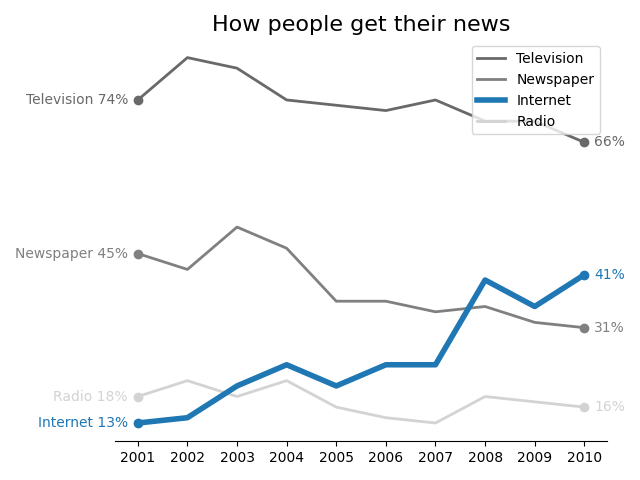 How people get their news
Television
Newspaper
Internet
Radio
Television 74%
66%
Newspaper 45%
41%
31%
Radio 18%
16%
Internet 13%
2001 2002 2003 2004 2005 2006 2007 2008 2009 2010